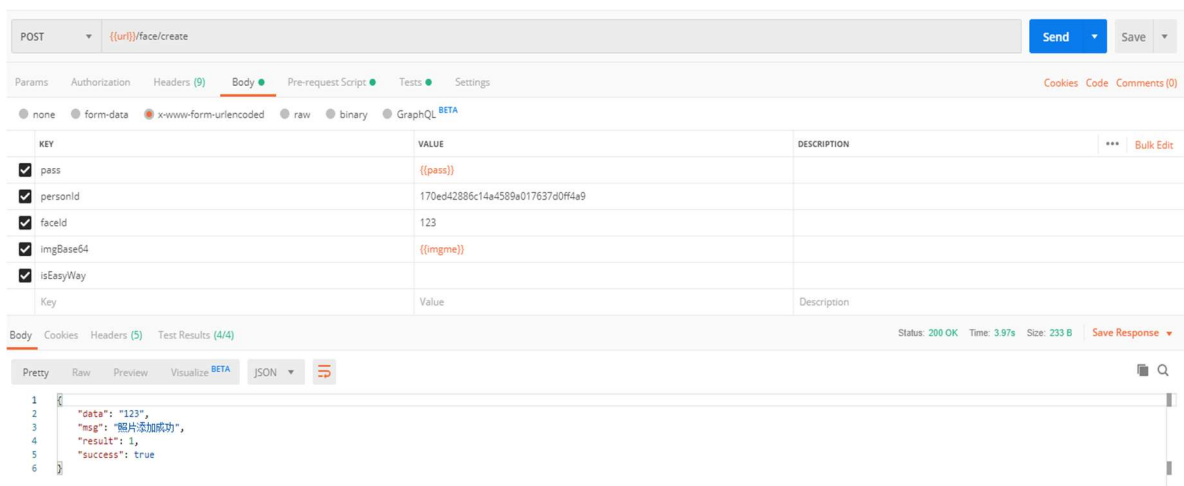 POST {{url}}/face/create Send Save
Params Authorization Headers (9) Body Pre-request Script Tests Settings Cookies Code Comments (0)
none form-data x-www-form-urlencoded raw binary GraphQL BETA
KEY VALUE DESCRIPTION ••• Bulk Edit
pass {{pass}}
personId 170ed42886c14a4589a017637d0ff4a9
faceId 123
imgBase64 {{imgme}}
isEasyWay
Key Value Description
Body Cookies Headers (5) Test Results (4/4) Status: 200 OK Time: 3.97s Size: 233 B Save Response
Pretty Raw Preview Visualize BETA JSON
1 {
2 "data": "123",
3 "msg": "照片添加成功",
4 "result": 1,
5 "success": true
6 }